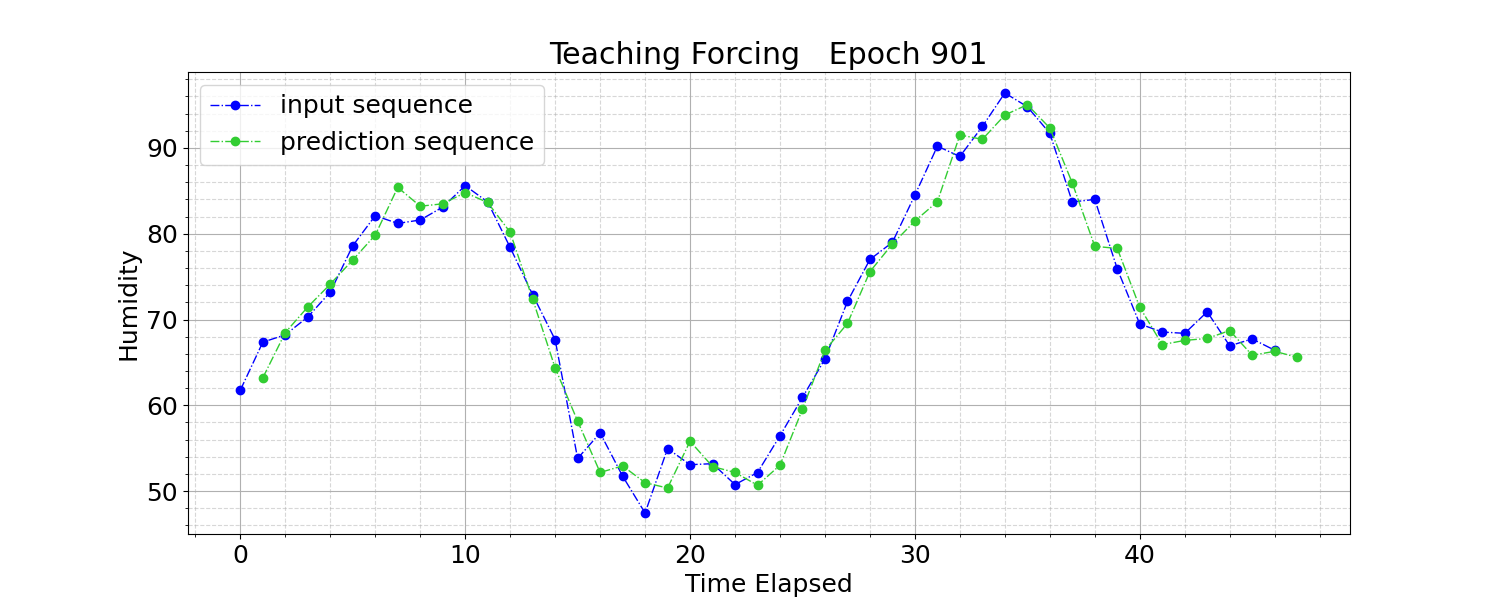 Teaching Forcing   Epoch 901
input sequence
prediction sequence
Humidity
90
80
70
60
50
0 10 20 30 40
Time Elapsed